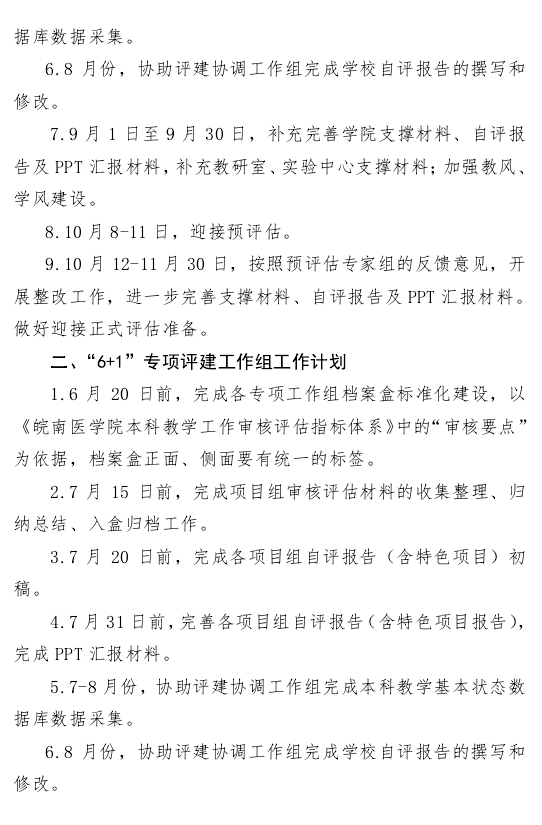 据库数据采集。
6.8 月份，协助评建协调工作组完成学校自评报告的撰写和
修改。
7.9 月 1 日至 9 月 30 日，补充完善学院支撑材料、自评报
告及 PPT 汇报材料，补充教研室、实验中心支撑材料；加强教风、
学风建设。
8.10 月 8-11 日，迎接预评估。
9.10 月 12-11 月 30 日，按照预评估专家组的反馈意见，开
展整改工作，进一步完善支撑材料、自评报告及 PPT 汇报材料。
做好迎接正式评估准备。
二、“6+1”专项评建工作组工作计划
1.6 月 20 日前，完成各专项工作组档案盒标准化建设，以
《皖南医学院本科教学工作审核评估指标体系》中的“审核要点”
为依据，档案盒正面、侧面要有统一的标签。
2.7 月 15 日前，完成项目组审核评估材料的收集整理、归
纳总结、入盒归档工作。
3.7 月 20 日前，完成各项目组自评报告（含特色项目）初
稿。
4.7 月 31 日前，完善各项目组自评报告（含特色项目报告），
完成 PPT 汇报材料。
5.7-8 月份，协助评建协调工作组完成本科教学基本状态数
据库数据采集。
6.8 月份，协助评建协调工作组完成学校自评报告的撰写和
修改。